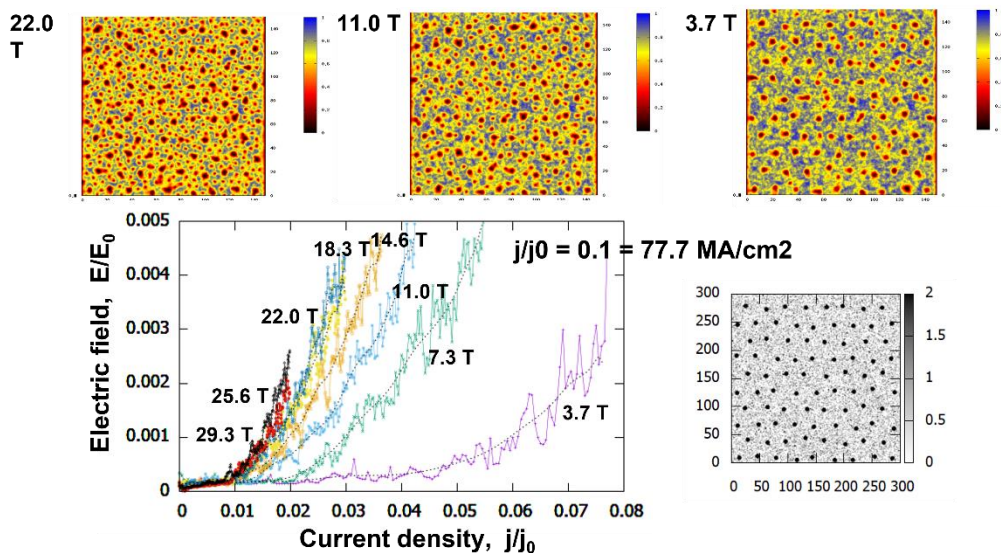 22.0
T
11.0 T
3.7 T
0.005
0.004
0.003
0.002
0.001
0
0 0.01 0.02 0.03 0.04 0.05 0.06 0.07 0.08
Electric field, E/E₀
Current density, j/j₀
18.3 T
14.6 T
22.0 T
11.0 T
7.3 T
25.6 T
29.3 T
3.7 T
j/j0 = 0.1 = 77.7 MA/cm2
300
250
200
150
100
50
0
0 50 100 150 200 250 300
2
1.5
1
0.5
0